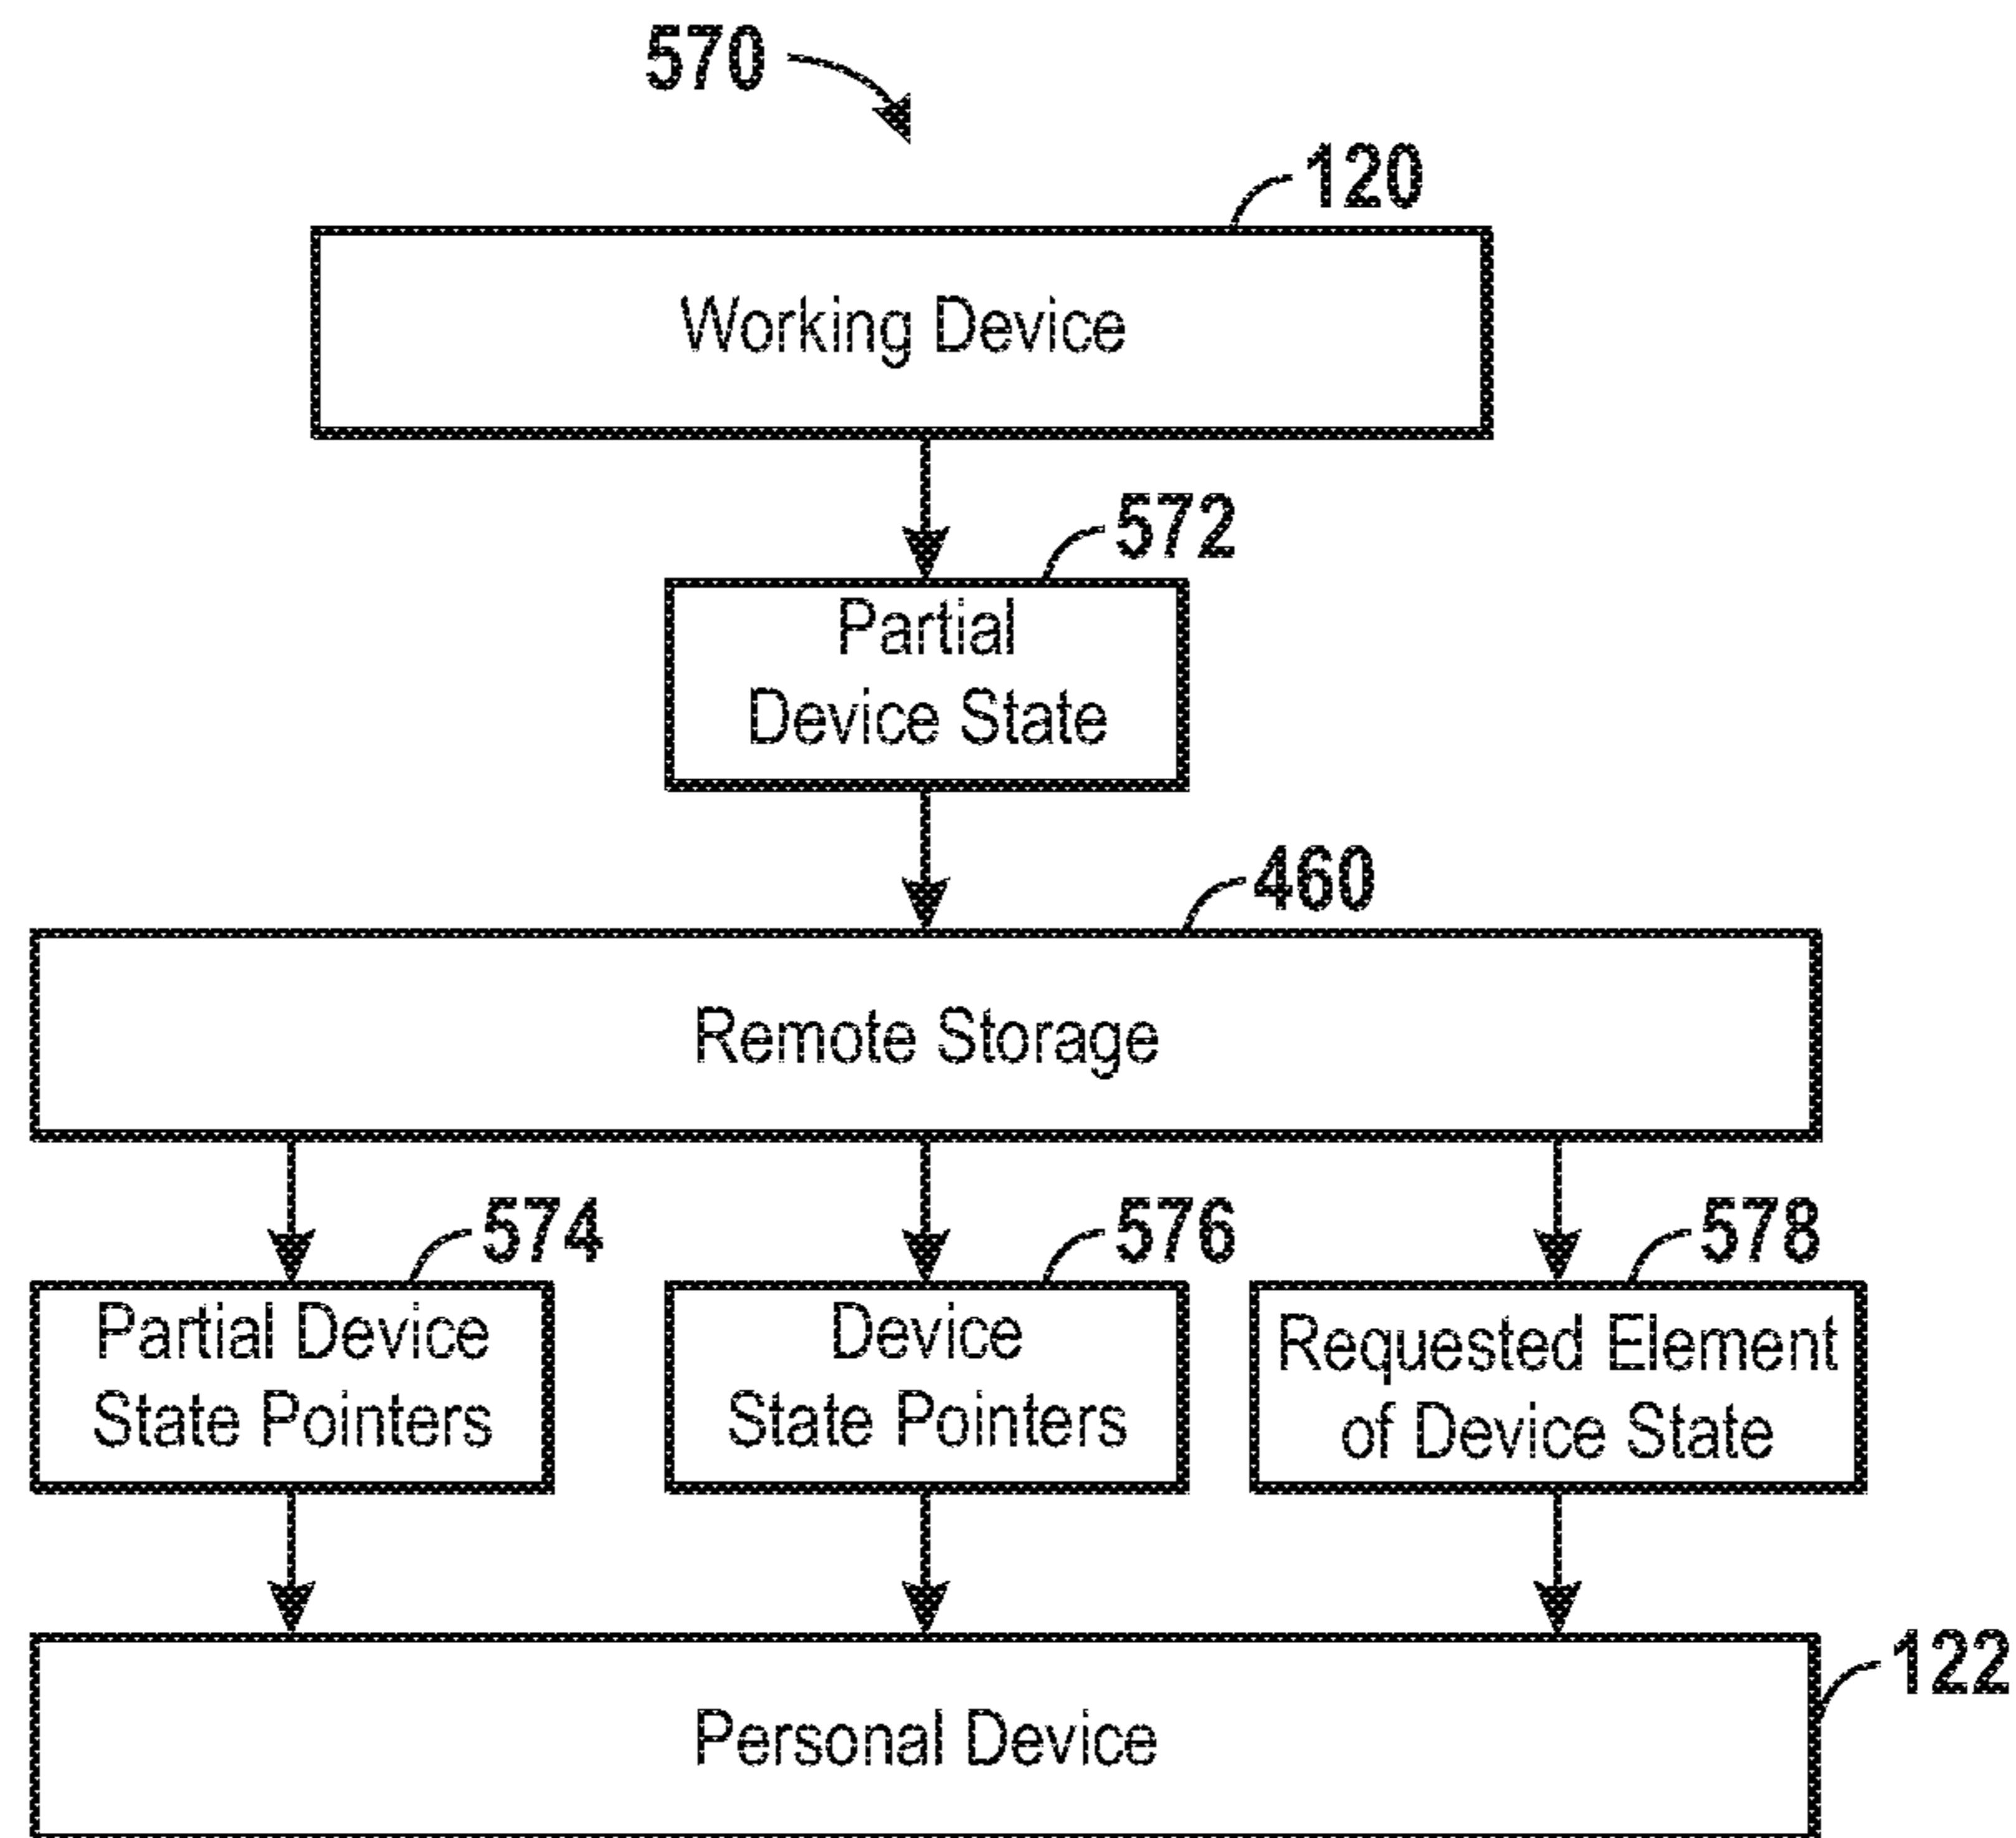 570
120
Working Device
572
Partial
Device State
460
Remote Storage
574
576
578
Partial Device
State Pointers
Device
State Pointers
Requested Element
of Device State
122
Personal Device